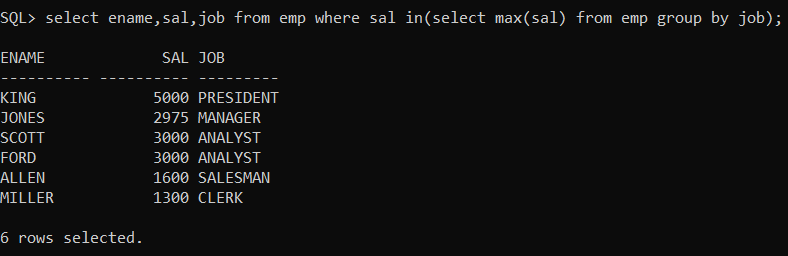 SQL> select ename,sal,job from emp where sal in(select max(sal) from emp group by job);
ENAME             SAL JOB
---------- ---------- ---------
KING             5000 PRESIDENT
JONES            2975 MANAGER
SCOTT            3000 ANALYST
FORD             3000 ANALYST
ALLEN            1600 SALESMAN
MILLER           1300 CLERK
6 rows selected.